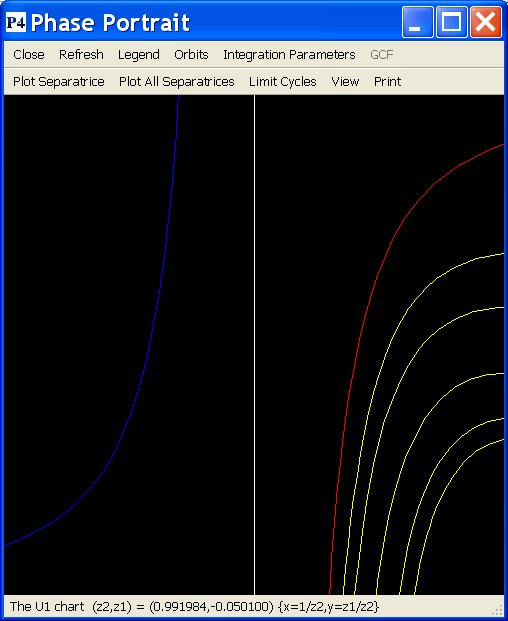 P4 Phase Portrait
Close Refresh Legend Orbits Integration Parameters GCF
Plot Separatrice Plot All Separatrices Limit Cycles View Print
The U1 chart (z2,z1) = (0.991984,-0.050100) {x=1/z2,y=z1/z2}